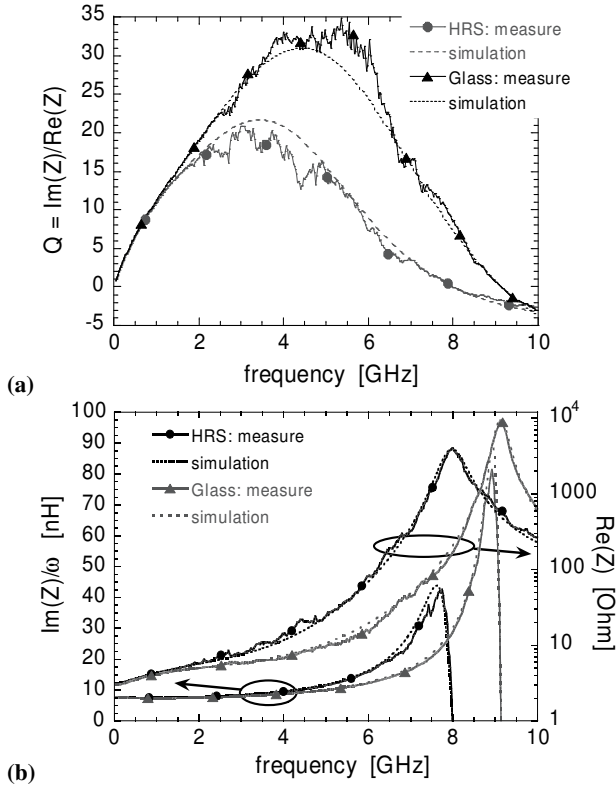 35
30
25
20
15
10
5
0
-5
Q = Im(Z)/Re(Z)
HRS: measure
simulation
Glass: measure
simulation
0 2 4 6 8 10
frequency [GHz]
(a)
100
90
80
70
60
50
40
30
20
10
0
Im(Z)/ω [nH]
HRS: measure
simulation
Glass: measure
simulation
10⁴
1000
100
10
1
Re(Z) [Ohm]
0 2 4 6 8 10
frequency [GHz]
(b)